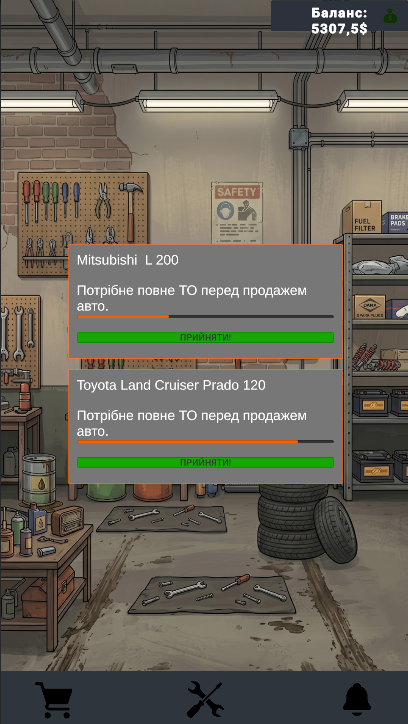 Баланс:
5307,5$
SAFETY
FUEL
FILTER
BRAKE
PADS
Mitsubishi  L 200
Потрібне повне ТО перед продажем
авто.
ПРИЙНЯТИ!
Toyota Land Cruiser Prado 120
Потрібне повне ТО перед продажем
авто.
ПРИЙНЯТИ!